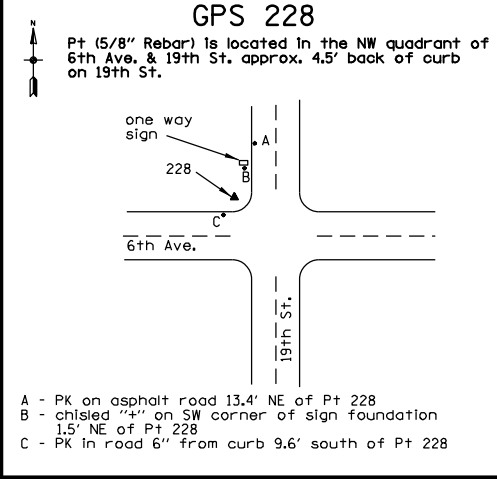 GPS 228
N
Pt (5/8" Rebar) is located in the NW quadrant of
6th Ave. & 19th St. approx. 4.5' back of curb
on 19th St.
one way
sign
A
B
228
C
6th Ave.
19th St.
A - PK on asphalt road 13.4' NE of Pt 228
B - chisled "+" on SW corner of sign foundation
1.5' NE of Pt 228
C - PK in road 6" from curb 9.6' south of Pt 228